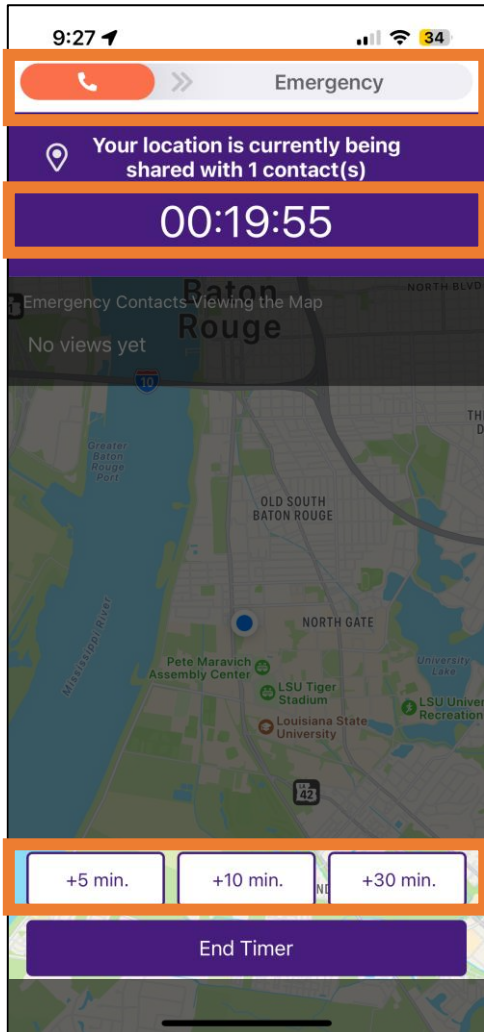 9:27
34
Emergency
Your location is currently being
shared with 1 contact(s)
00:19:55
Baton
Rouge
NORTH BLVD
Emergency Contacts Viewing the Map
No views yet
10
TH
D
Greater
Baton
Rouge
Port
OLD SOUTH
BATON ROUGE
Mississippi River
NORTH GATE
Pete Maravich
Assembly Center
University
Lake
LSU Tiger
Stadium
LSU Univer
Recreation
Louisiana State
University
LA
42
+5 min.
+10 min.
+30 min.
End Timer